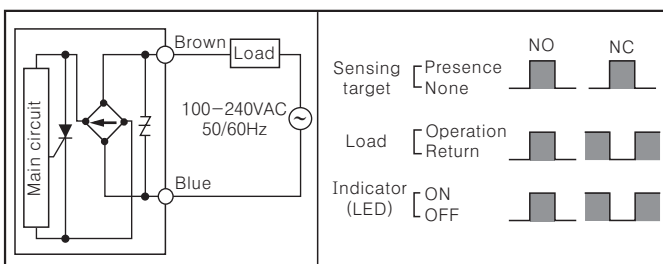 Main circuit
Brown
Load
100–240VAC
50/60Hz
Blue
NO NC
Sensing target Presence
None
Load Operation
Return
Indicator (LED) ON
OFF